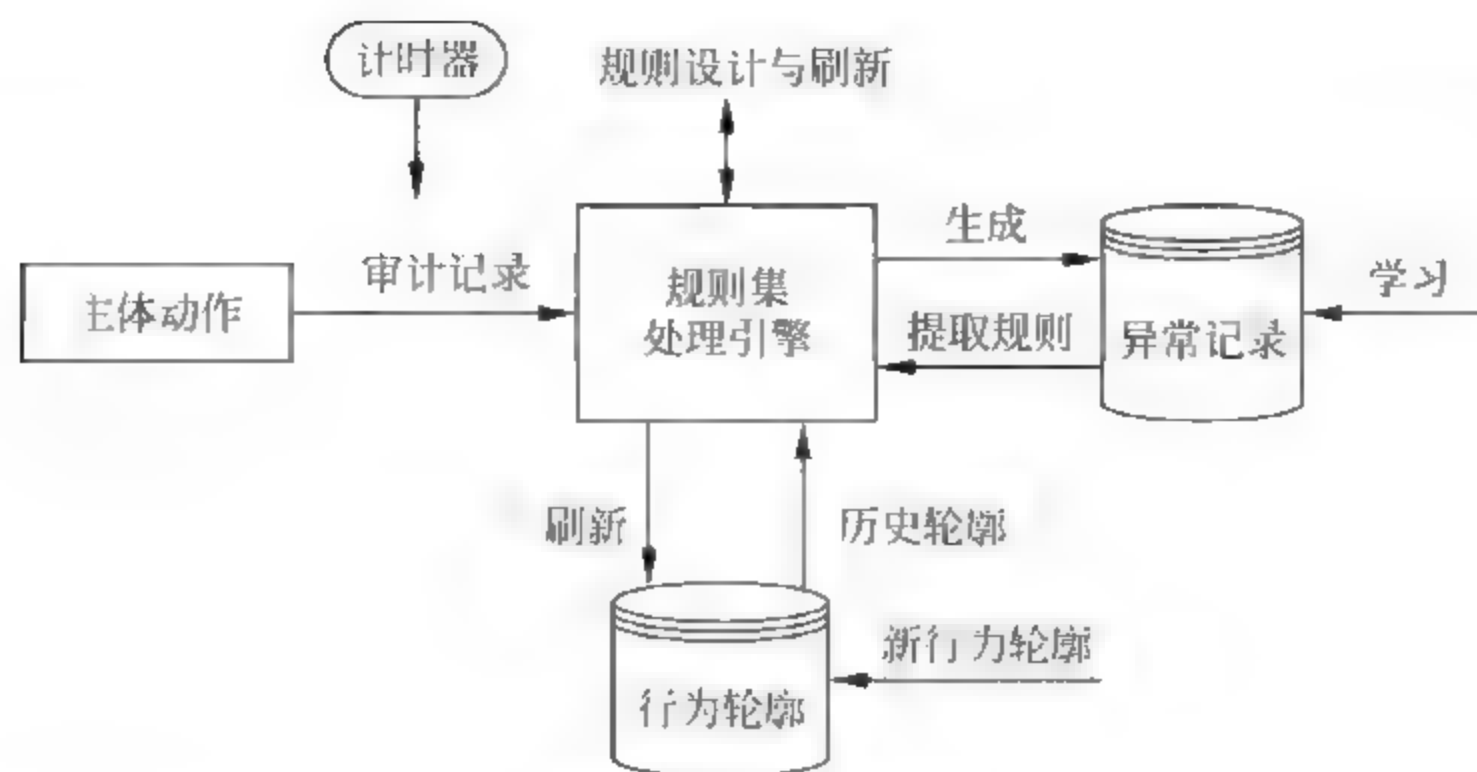 计时器
规则设计与刷新
生成
审计记录
学习
主体动作
规则集
处理引擎
提取规则
异常记录
刷新
历史轮廓
新行为轮廓
行为轮廓